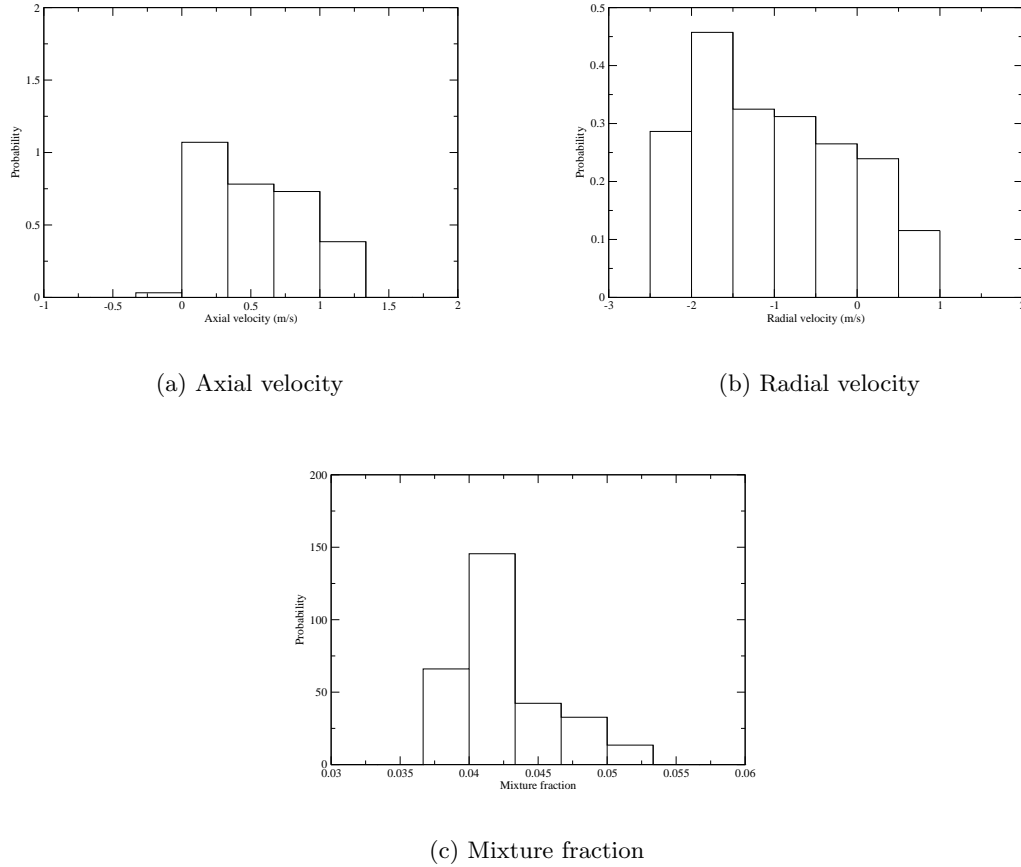 2
1.5
1
0.5
0
Probability
-1 -0.5 0 0.5 1 1.5 2
Axial velocity (m/s)
(a) Axial velocity
0.5
0.4
0.3
0.2
0.1
0
Probability
-3 -2 -1 0 1 2
Radial velocity (m/s)
(b) Radial velocity
200
150
100
50
0
Probability
0.03 0.035 0.04 0.045 0.05 0.055 0.06
Mixture fraction
(c) Mixture fraction